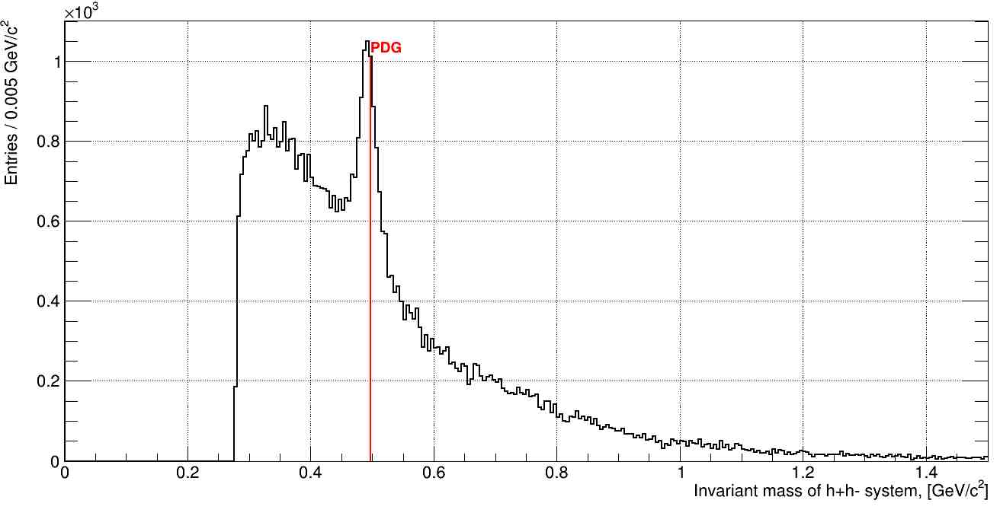 ×10³
Entries / 0.005 GeV/c²
1
0.8
0.6
0.4
0.2
0
PDG
0 0.2 0.4 0.6 0.8 1 1.2 1.4
Invariant mass of h+h- system, [GeV/c²]